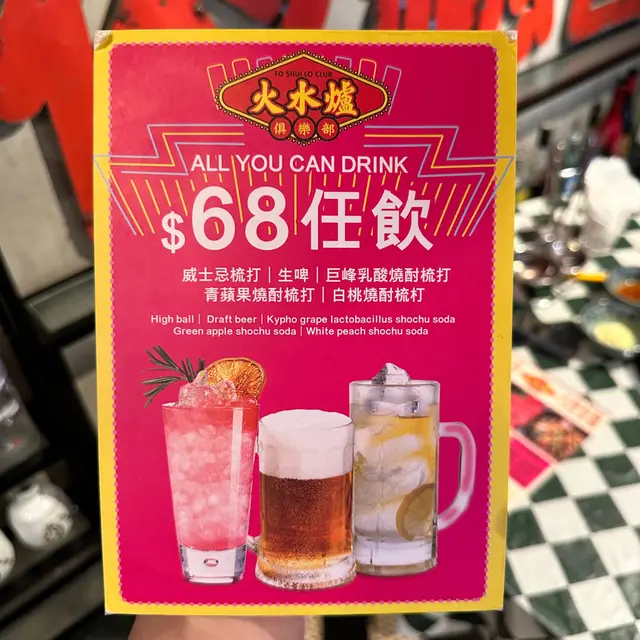 FO SHUI LO CLUB
火水爐
俱樂部
ALL YOU CAN DRINK
$68任飲
威士忌梳打｜生啤｜巨峰乳酸燒酎梳打
青蘋果燒酎梳打｜白桃燒酎梳打
High ball｜ Draft beer｜Kypho grape lactobacillus shochu soda
Green apple shochu soda｜White peach shochu soda